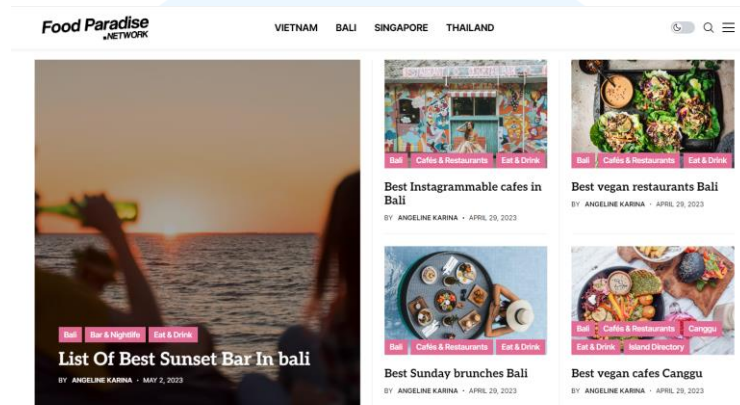 Food Paradise
.NETWORK
VIETNAM BALI SINGAPORE THAILAND
Bali Bar & Nightlife Eat & Drink
List Of Best Sunset Bar In bali
BY ANGELINE KARINA • MAY 2, 2023
Bali Cafés & Restaurants Eat & Drink
Best Instagrammable cafes in
Bali
BY ANGELINE KARINA • APRIL 29, 2023
Bali Cafés & Restaurants Eat & Drink
Best vegan restaurants Bali
BY ANGELINE KARINA • APRIL 29, 2023
Bali Cafés & Restaurants Eat & Drink
Best Sunday brunches Bali
BY ANGELINE KARINA • APRIL 29, 2023
Bali Cafés & Restaurants Canggu
Eat & Drink Island Directory
Best vegan cafes Canggu
BY ANGELINE KARINA • APRIL 29, 2023